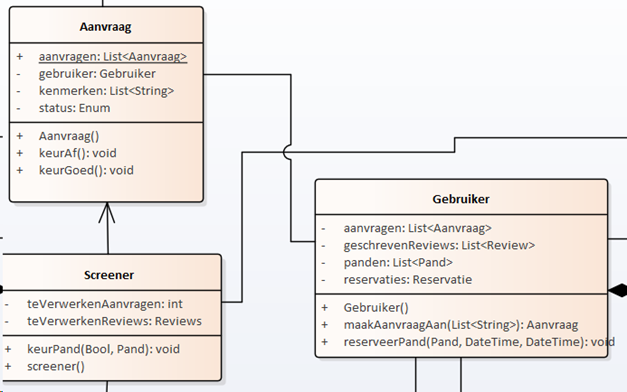 Aanvraag
+ aanvragen: List<Aanvraag>
- gebruiker: Gebruiker
- kenmerken: List<String>
- status: Enum
+ Aanvraag()
+ keurAf(): void
+ keurGoed(): void
Gebruiker
- aanvragen: List<Aanvraag>
- geschrevenReviews: List<Review>
- panden: List<Pand>
- reservaties: Reservatie
+ Gebruiker()
+ maakAanvraagAan(List<String>): Aanvraag
+ reserveerPand(Pand, DateTime, DateTime): void
Screener
- teVerwerkenAanvragen: int
- teVerwerkenReviews: Reviews
+ keurPand(Bool, Pand): void
+ screener()